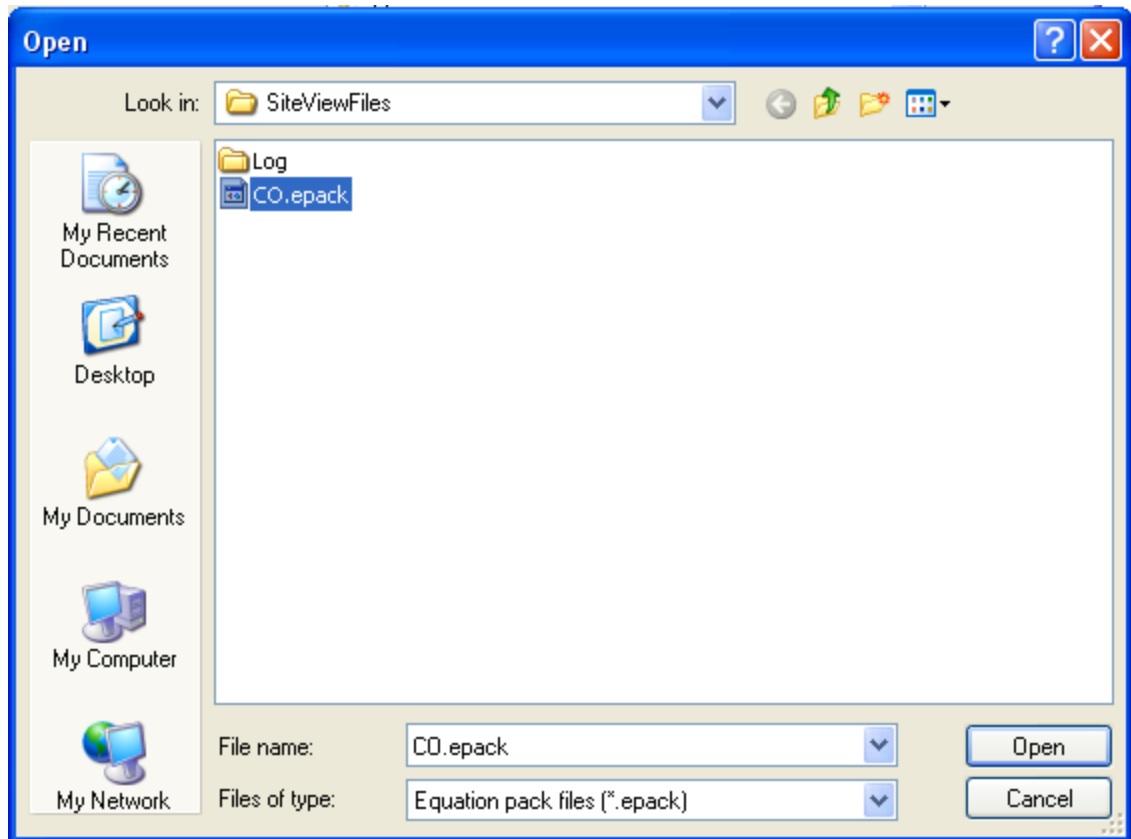 Open
Look in:
SiteViewFiles
Log
CO.epack
My Recent
Documents
Desktop
My Documents
My Computer
My Network
File name:
CO.epack
Open
Files of type:
Equation pack files (*.epack)
Cancel